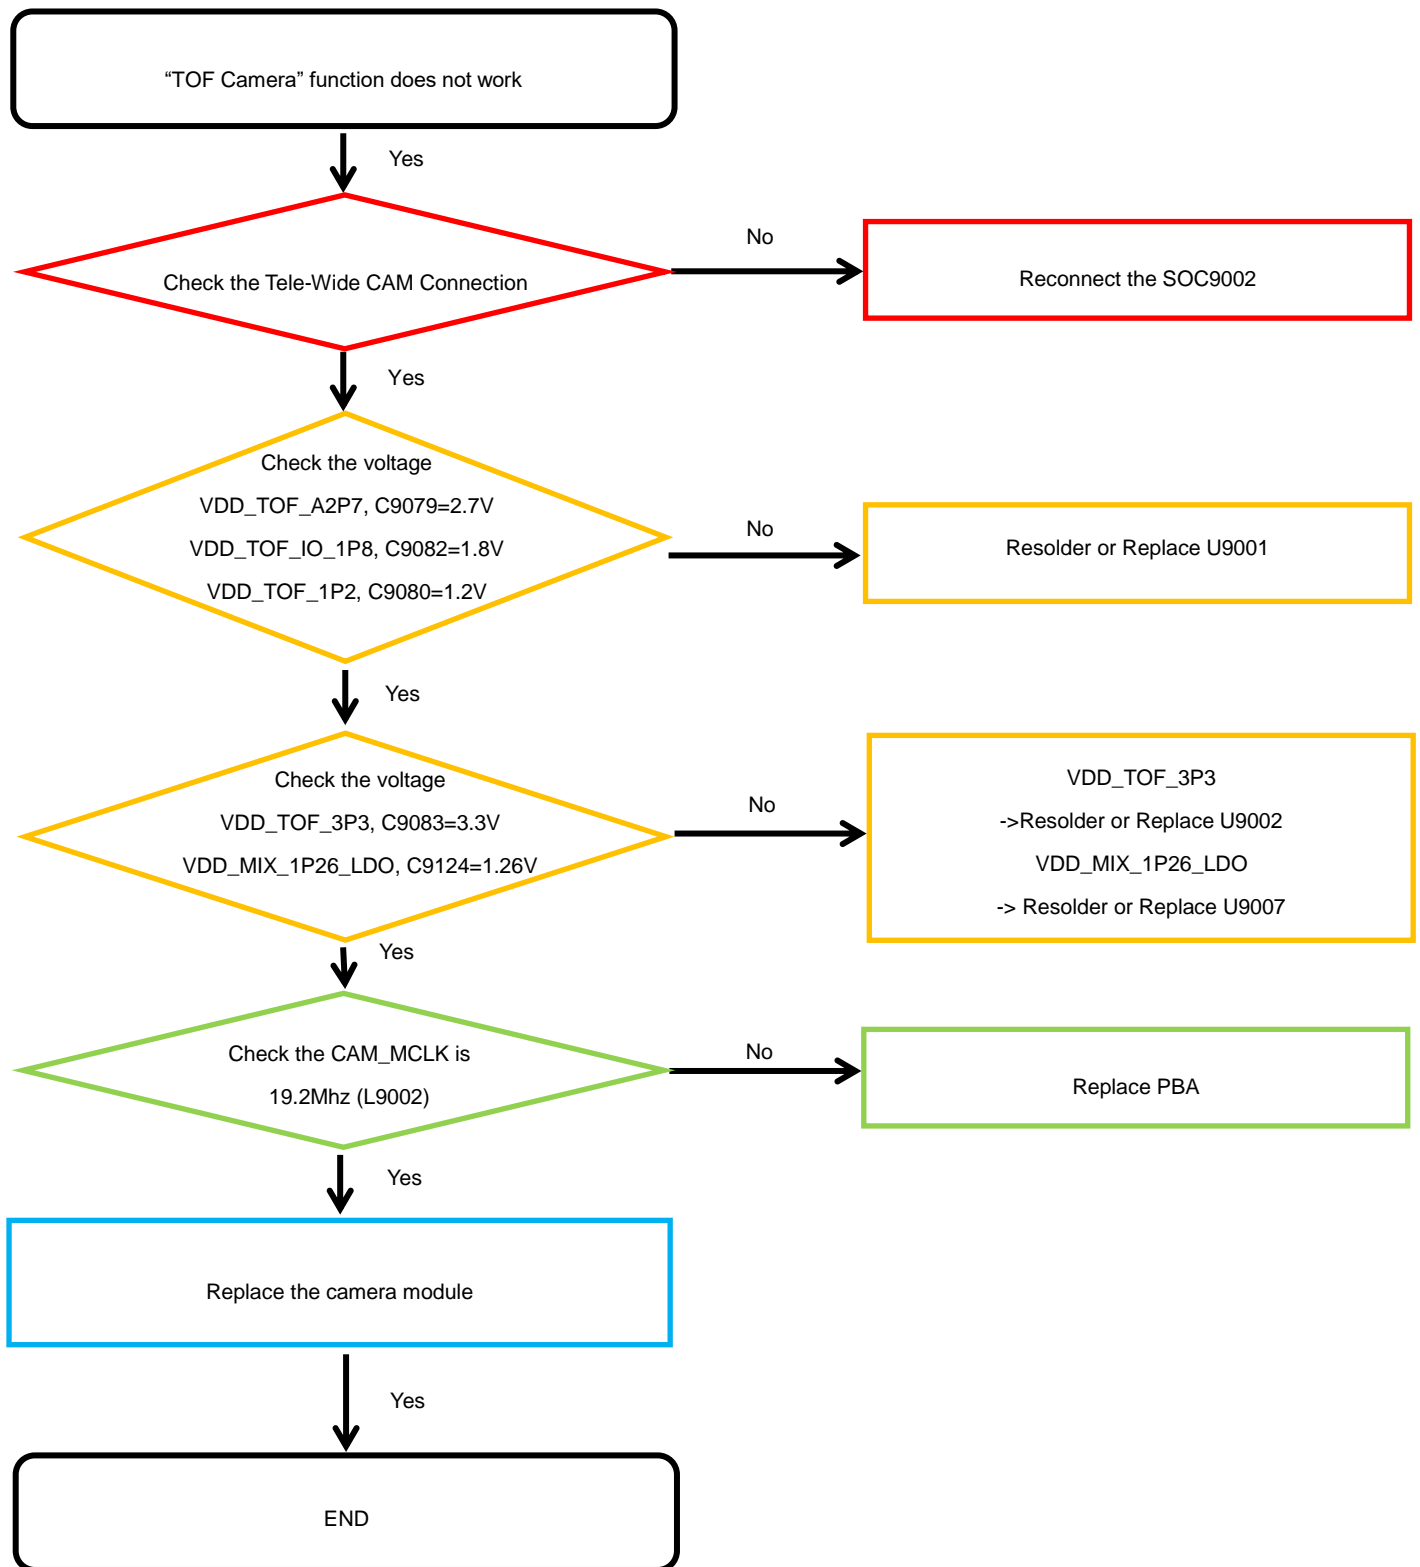 “TOF Camera” function does not work
Yes
Check the Tele-Wide CAM Connection
No
Reconnect the SOC9002
Yes
Check the voltage
VDD_TOF_A2P7, C9079=2.7V
VDD_TOF_IO_1P8, C9082=1.8V
VDD_TOF_1P2, C9080=1.2V
No
Resolder or Replace U9001
Yes
Check the voltage
VDD_TOF_3P3, C9083=3.3V
VDD_MIX_1P26_LDO, C9124=1.26V
No
VDD_TOF_3P3
->Resolder or Replace U9002
VDD_MIX_1P26_LDO
-> Resolder or Replace U9007
Yes
Check the CAM_MCLK is
19.2Mhz (L9002)
No
Replace PBA
Yes
Replace the camera module
Yes
END